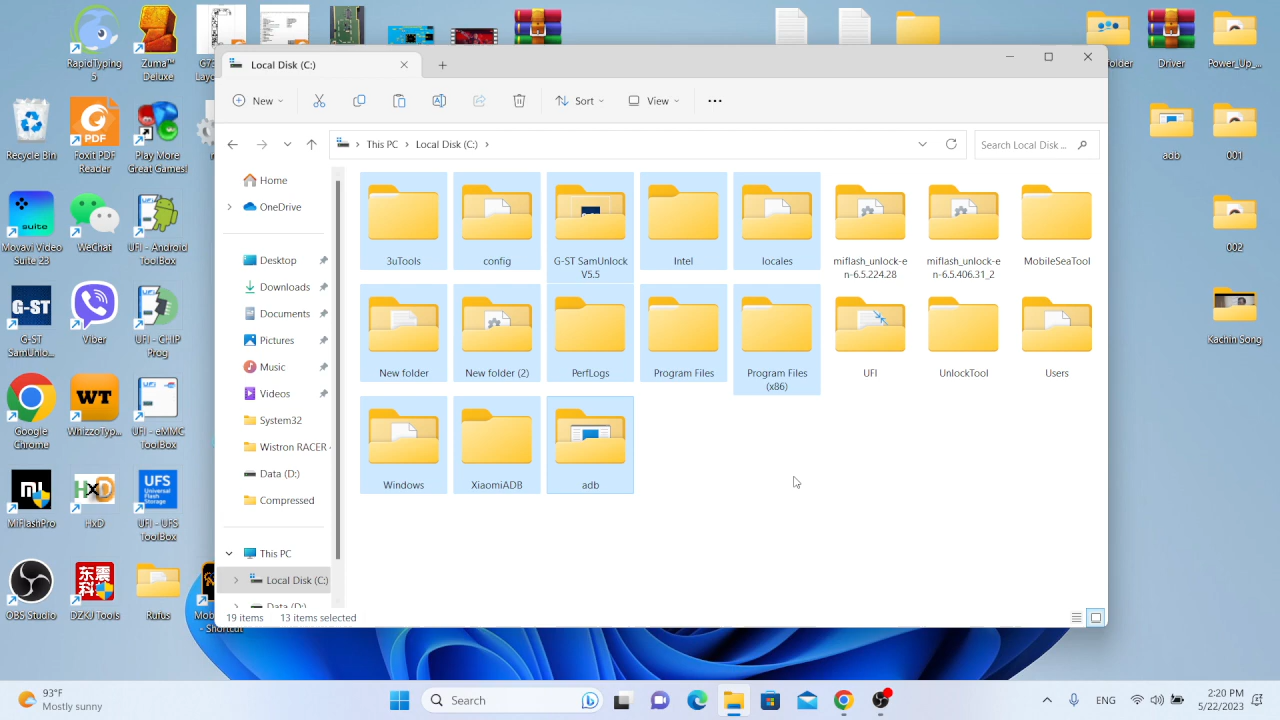 RapidTyping 5
Zuma™ Deluxe
Driver
Power_Up_...
Recycle Bin
Foxit PDF Reader
Play More Great Games!
adb
001
Movavi Video Suite 23
WeChat
UFI - Android ToolBox
002
G-ST SamUnlo...
Viber
UFI - CHIP Prog
Kachin Song
Google Chrome
WhizzoTyp...
UFI - eMMC ToolBox
MiFlashPro
HxD
UFI - UFS ToolBox
OBS Studio
DZKJ Tools
Rufus
- Shortcut
Local Disk (C:)
New
Sort
View
This PC
Local Disk (C:)
Search Local Disk ...
Home
OneDrive
Desktop
Downloads
Documents
Pictures
Music
Videos
System32
Wistron RACER
Data (D:)
Compressed
This PC
Local Disk (C:)
Data (D:)
3uTools
config
G-ST SamUnlock V5.5
Intel
locales
miflash_unlock-en-6.5.224.28
miflash_unlock-en-6.5.406.31_2
MobileSeaTool
New folder
New folder (2)
PerfLogs
Program Files
Program Files (x86)
UFI
UnlockTool
Users
Windows
XiaomiADB
adb
19 items
13 items selected
93°F
Mostly sunny
Search
ENG
2:20 PM
5/22/2023